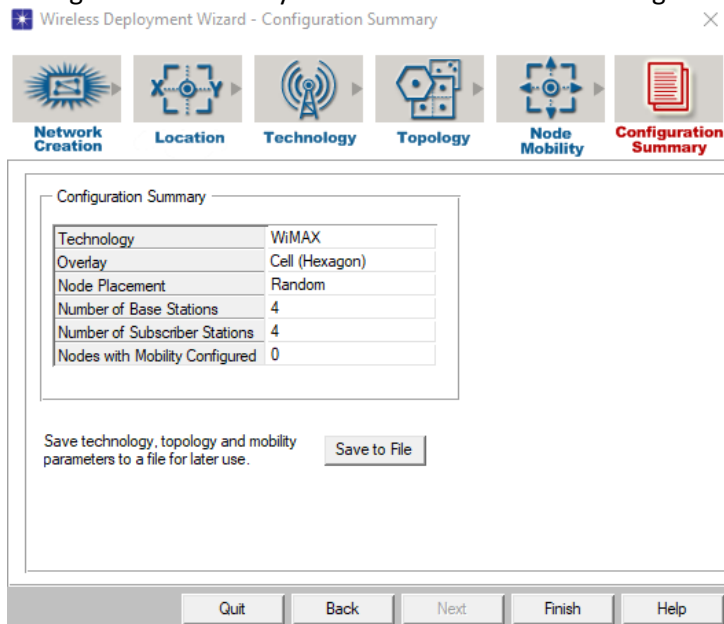 Wireless Deployment Wizard - Configuration Summary
X Y
Network Creation
Location
Technology
Topology
Node Mobility
Configuration Summary
Configuration Summary
Technology WiMAX
Overlay Cell (Hexagon)
Node Placement Random
Number of Base Stations 4
Number of Subscriber Stations 4
Nodes with Mobility Configured 0
Save technology, topology and mobility
parameters to a file for later use.
Save to File
Quit Back Next Finish Help